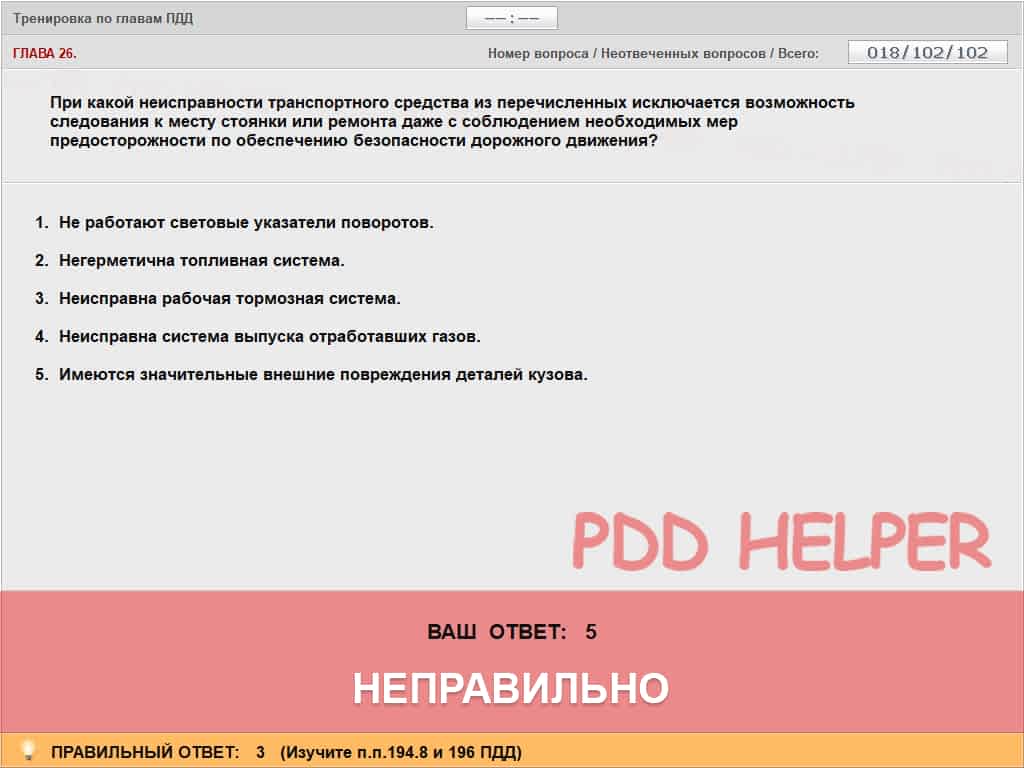 Тренировка по главам ПДД
–– : ––
ГЛАВА 26.
Номер вопроса / Неотвеченных вопросов / Всего:
018/102/102
При какой неисправности транспортного средства из перечисленных исключается возможность
следования к месту стоянки или ремонта даже с соблюдением необходимых мер
предосторожности по обеспечению безопасности дорожного движения?
1. Не работают световые указатели поворотов.
2. Негерметична топливная система.
3. Неисправна рабочая тормозная система.
4. Неисправна система выпуска отработавших газов.
5. Имеются значительные внешние повреждения деталей кузова.
PDD HELPER
ВАШ ОТВЕТ: 5
НЕПРАВИЛЬНО
ПРАВИЛЬНЫЙ ОТВЕТ: 3 (Изучите п.п.194.8 и 196 ПДД)